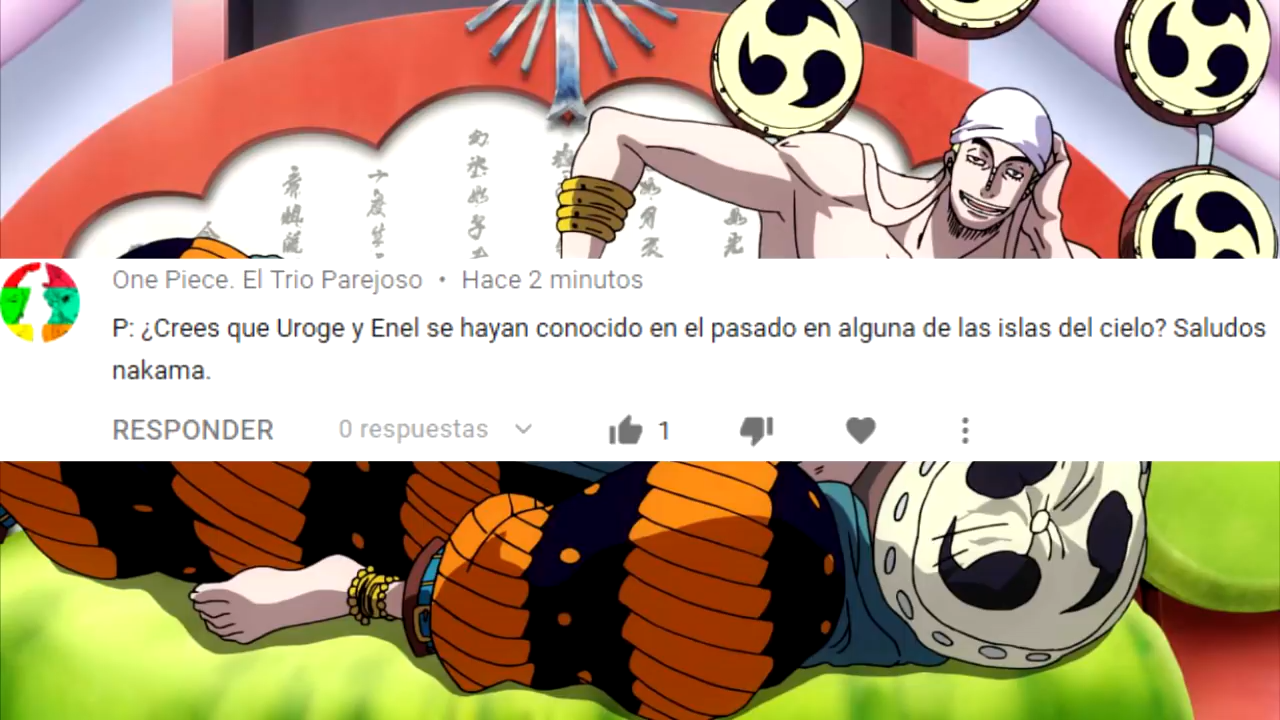 One Piece. El Trio Parejoso • Hace 2 minutos
P: ¿Crees que Uroge y Enel se hayan conocido en el pasado en alguna de las islas del cielo? Saludos
nakama.
RESPONDER 0 respuestas 1